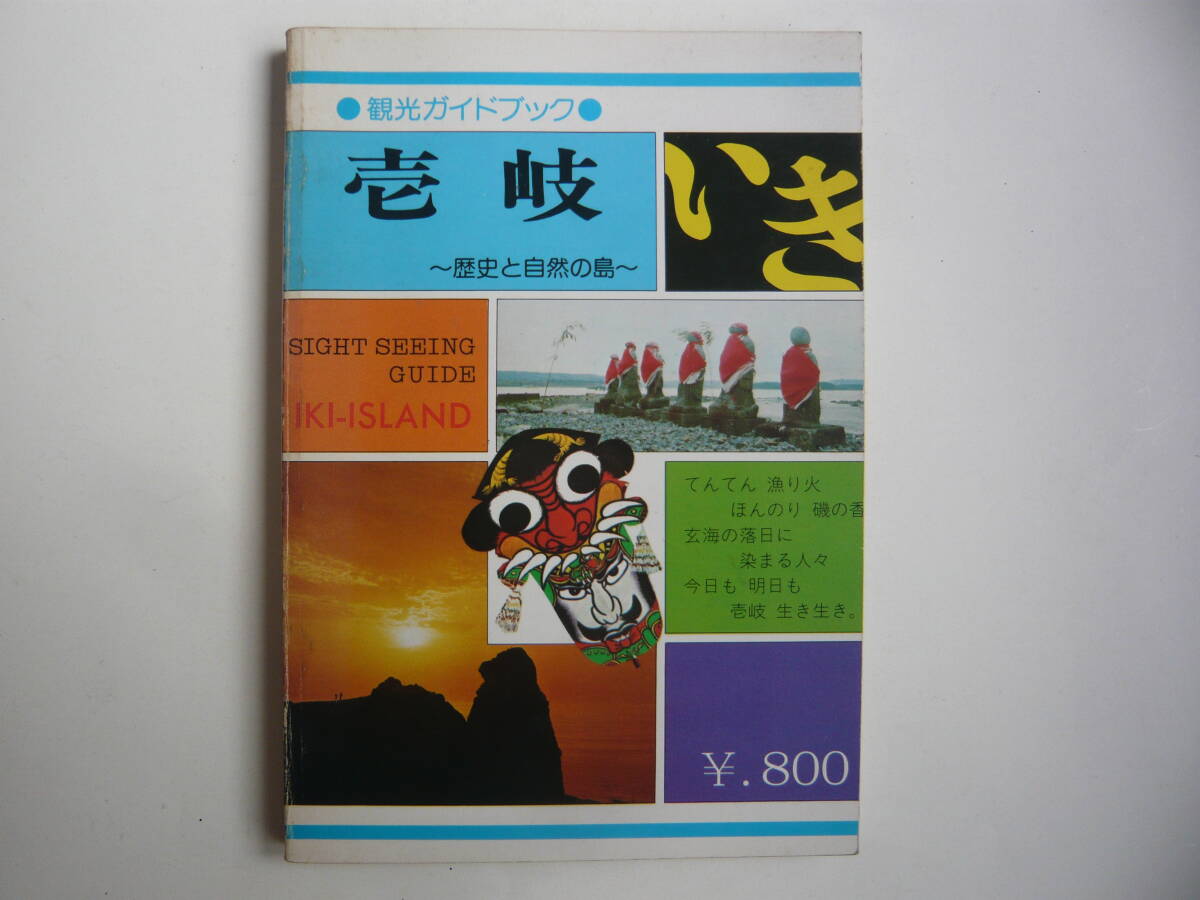 ●観光ガイドブック●
壱岐
いき
～歴史と自然の島～
SIGHT SEEING
GUIDE
IKI-ISLAND
てんてん 漁り火
ほんのり 磯の香
玄海の落日に
染まる人々
今日も 明日も
壱岐 生き生き。
¥.800